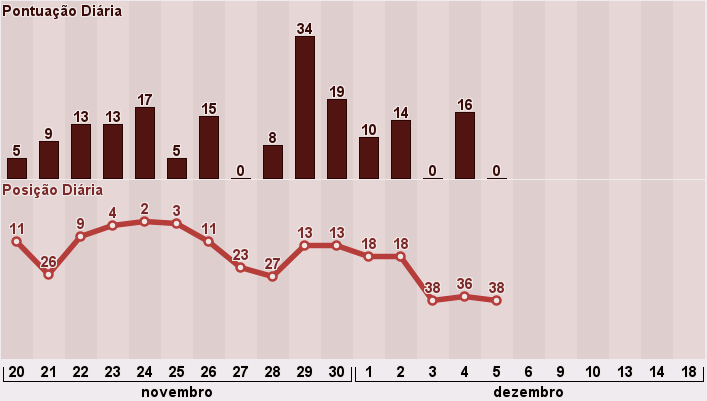 Pontuação Diária
5 9 13 13 17 5 15 0 8 34 19 10 14 0 16 0
Posição Diária
11 26 9 4 2 3 11 23 27 13 13 18 18 38 36 38
20 21 22 23 24 25 26 27 28 29 30 1 2 3 4 5 6 9 10 13 14 18
novembro dezembro